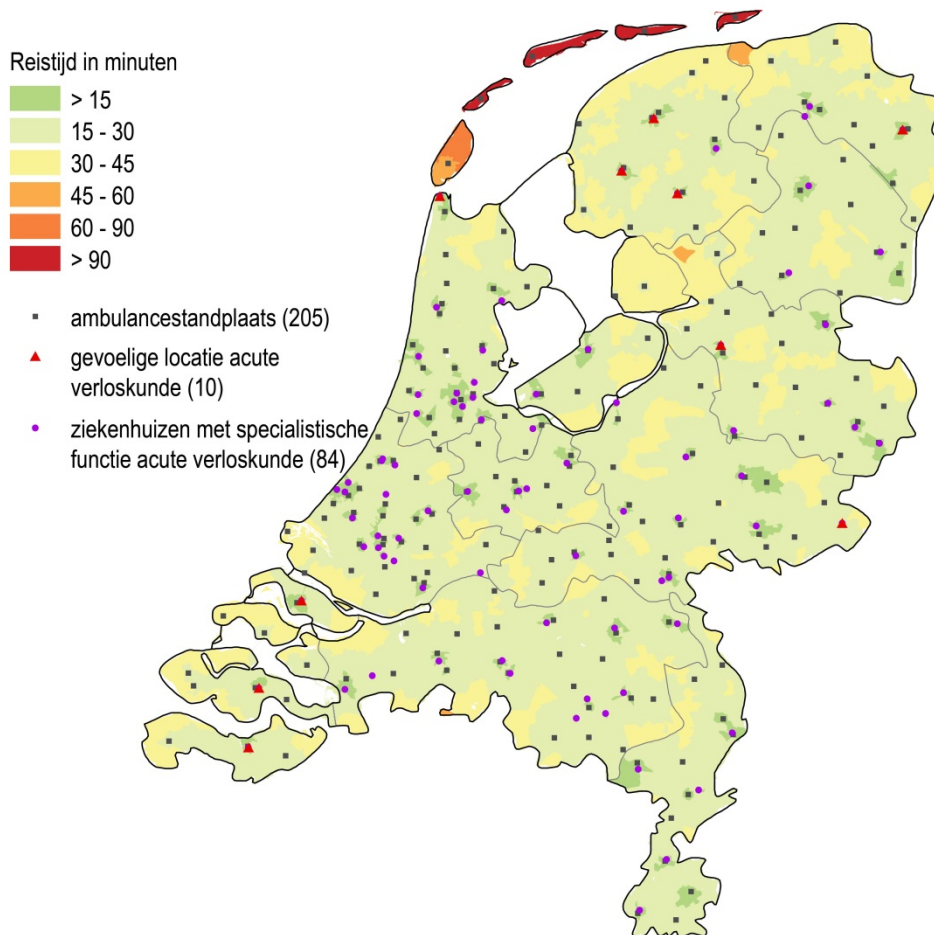 Reistijd in minuten
> 15
15 - 30
30 - 45
45 - 60
60 - 90
> 90
ambulancestandplaats (205)
gevoelige locatie acute
verloskunde (10)
ziekenhuizen met specialistische
functie acute verloskunde (84)